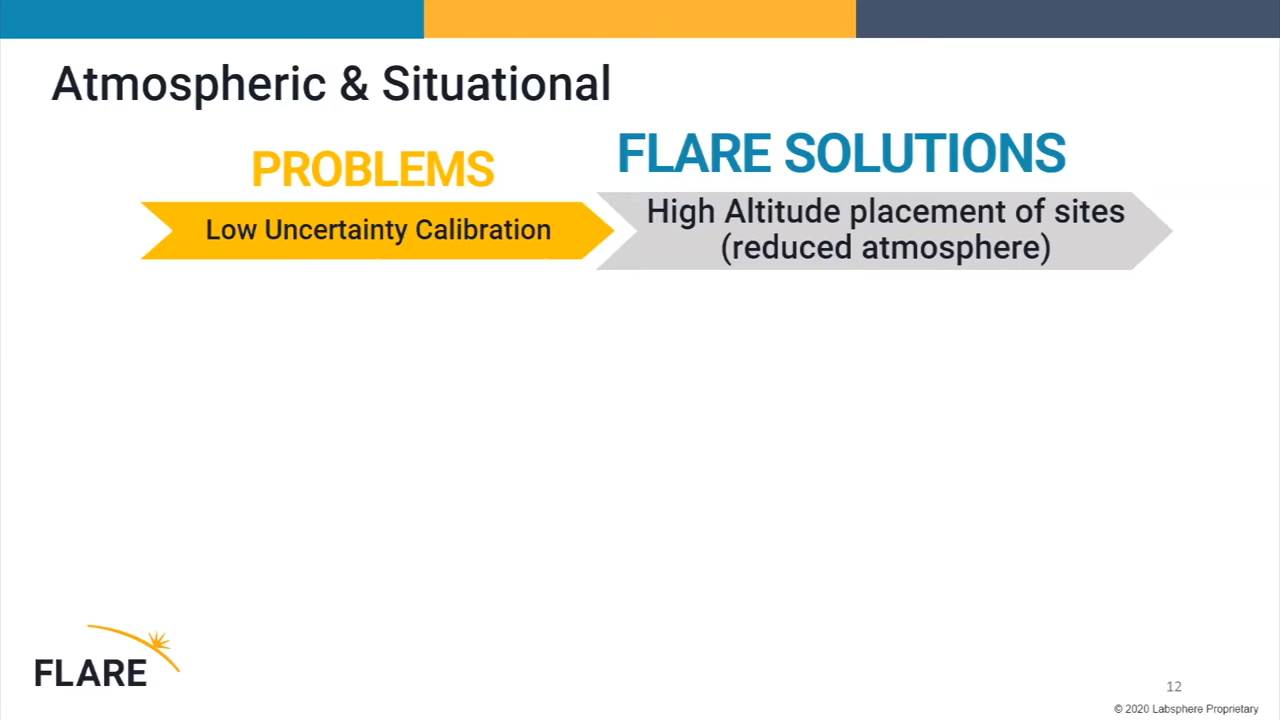 Atmospheric & Situational
PROBLEMS
FLARE SOLUTIONS
Low Uncertainty Calibration
High Altitude placement of sites
(reduced atmosphere)
FLARE
12
© 2020 Labsphere Proprietary